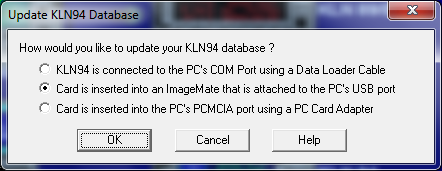 Update KLN94 Database
How would you like to update your KLN94 database ?
KLN94 is connected to the PC's COM Port using a Data Loader Cable
Card is inserted into an ImageMate that is attached to the PC's USB port
Card is inserted into the PC's PCMCIA port using a PC Card Adapter
OK Cancel Help